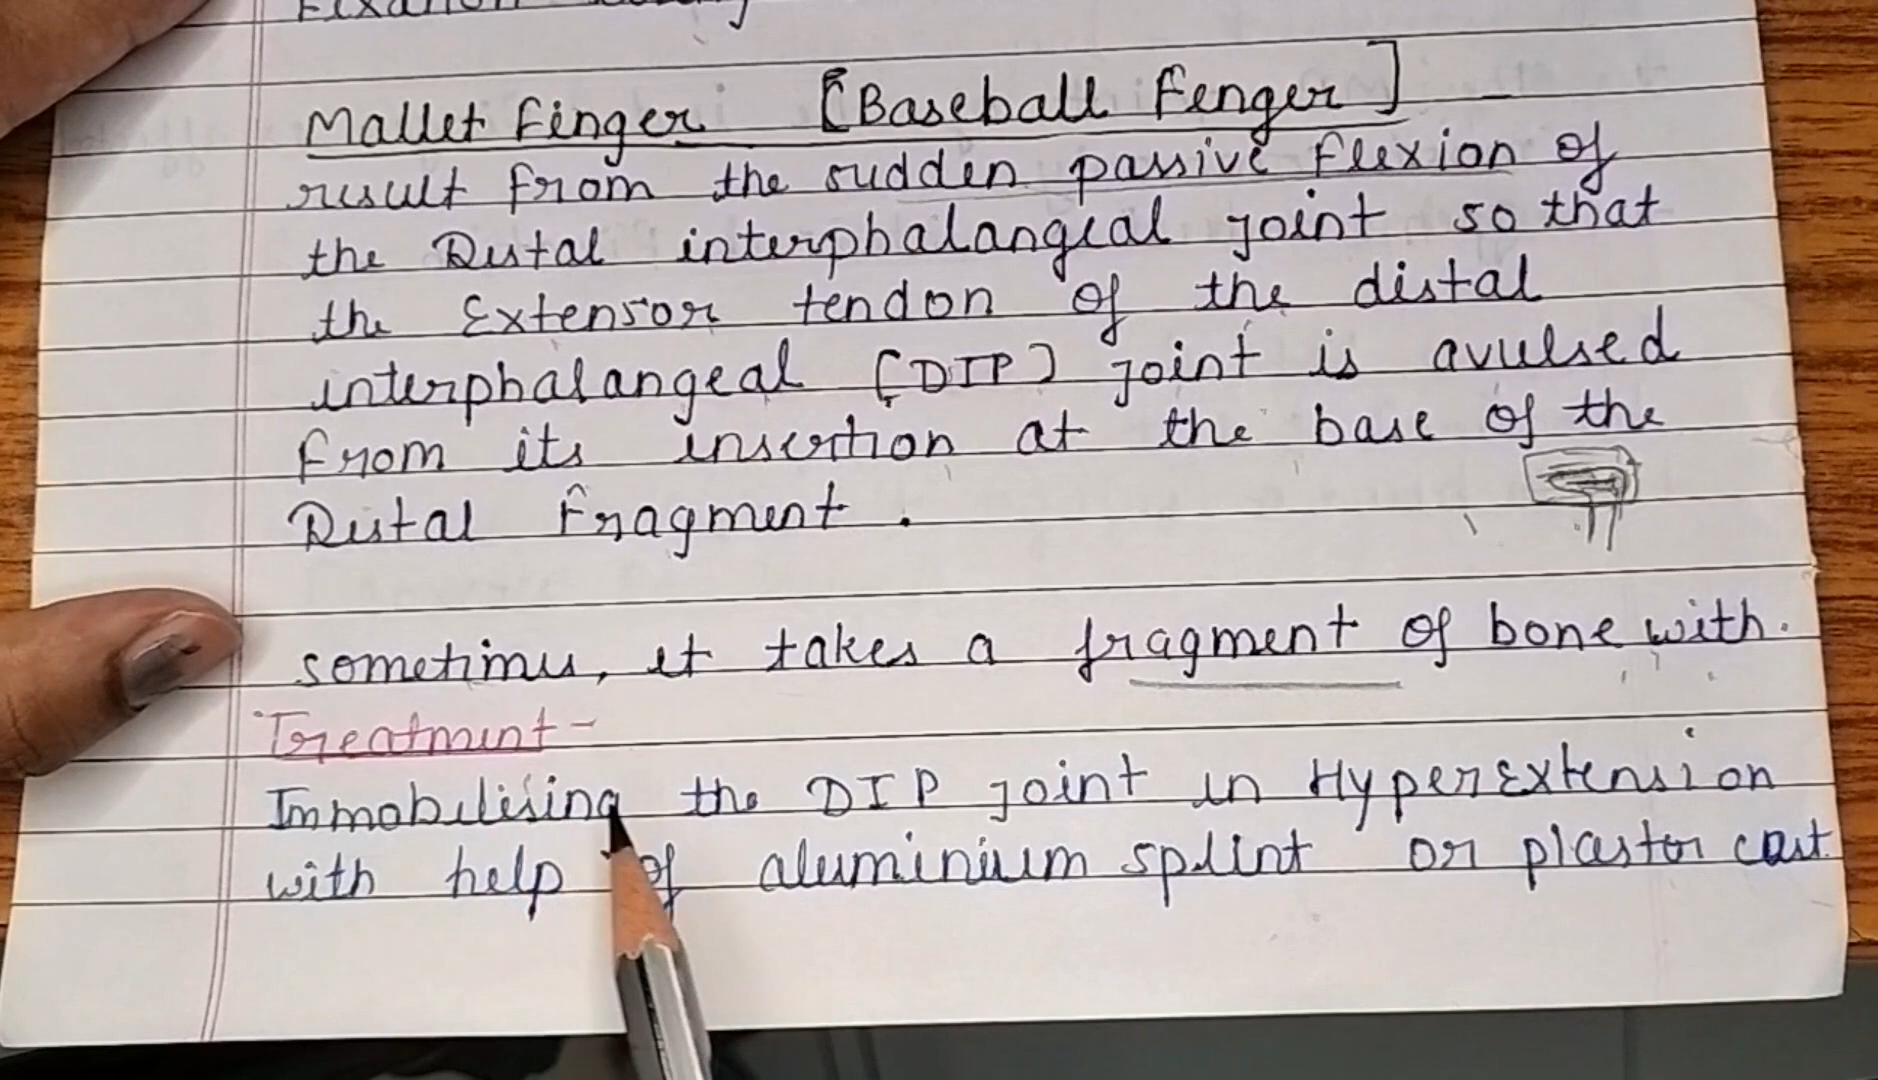 Mallet Finger [Baseball Finger]
result from the sudden passive Flexion of
the Distal interphalangeal joint so that
the Extensor tendon of the distal
interphalangeal [DIP] joint is avulsed
from its insertion at the base of the
Distal Fragment.
sometimes, it takes a fragment of bone with.
Treatment-
Immobilising the DIP joint in HyperExtension
with help of aluminium splint or plaster cast